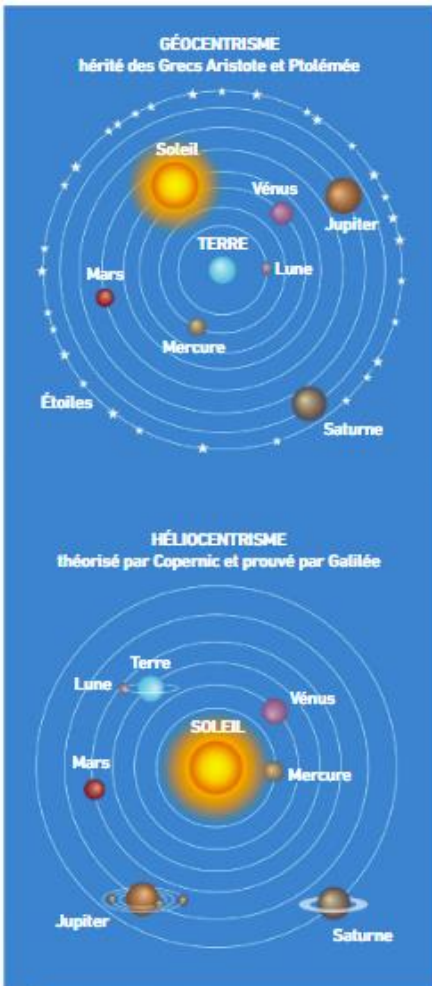 GÉOCENTRISME
hérité des Grecs Aristote et Ptolémée
Soleil
Vénus
Jupiter
TERRE
Lune
Mars
Mercure
Étoiles
Saturne
HÉLIOCENTRISME
théorisé par Copernic et prouvé par Galilée
Terre
Lune
Vénus
SOLEIL
Mars
Mercure
Jupiter
Saturne